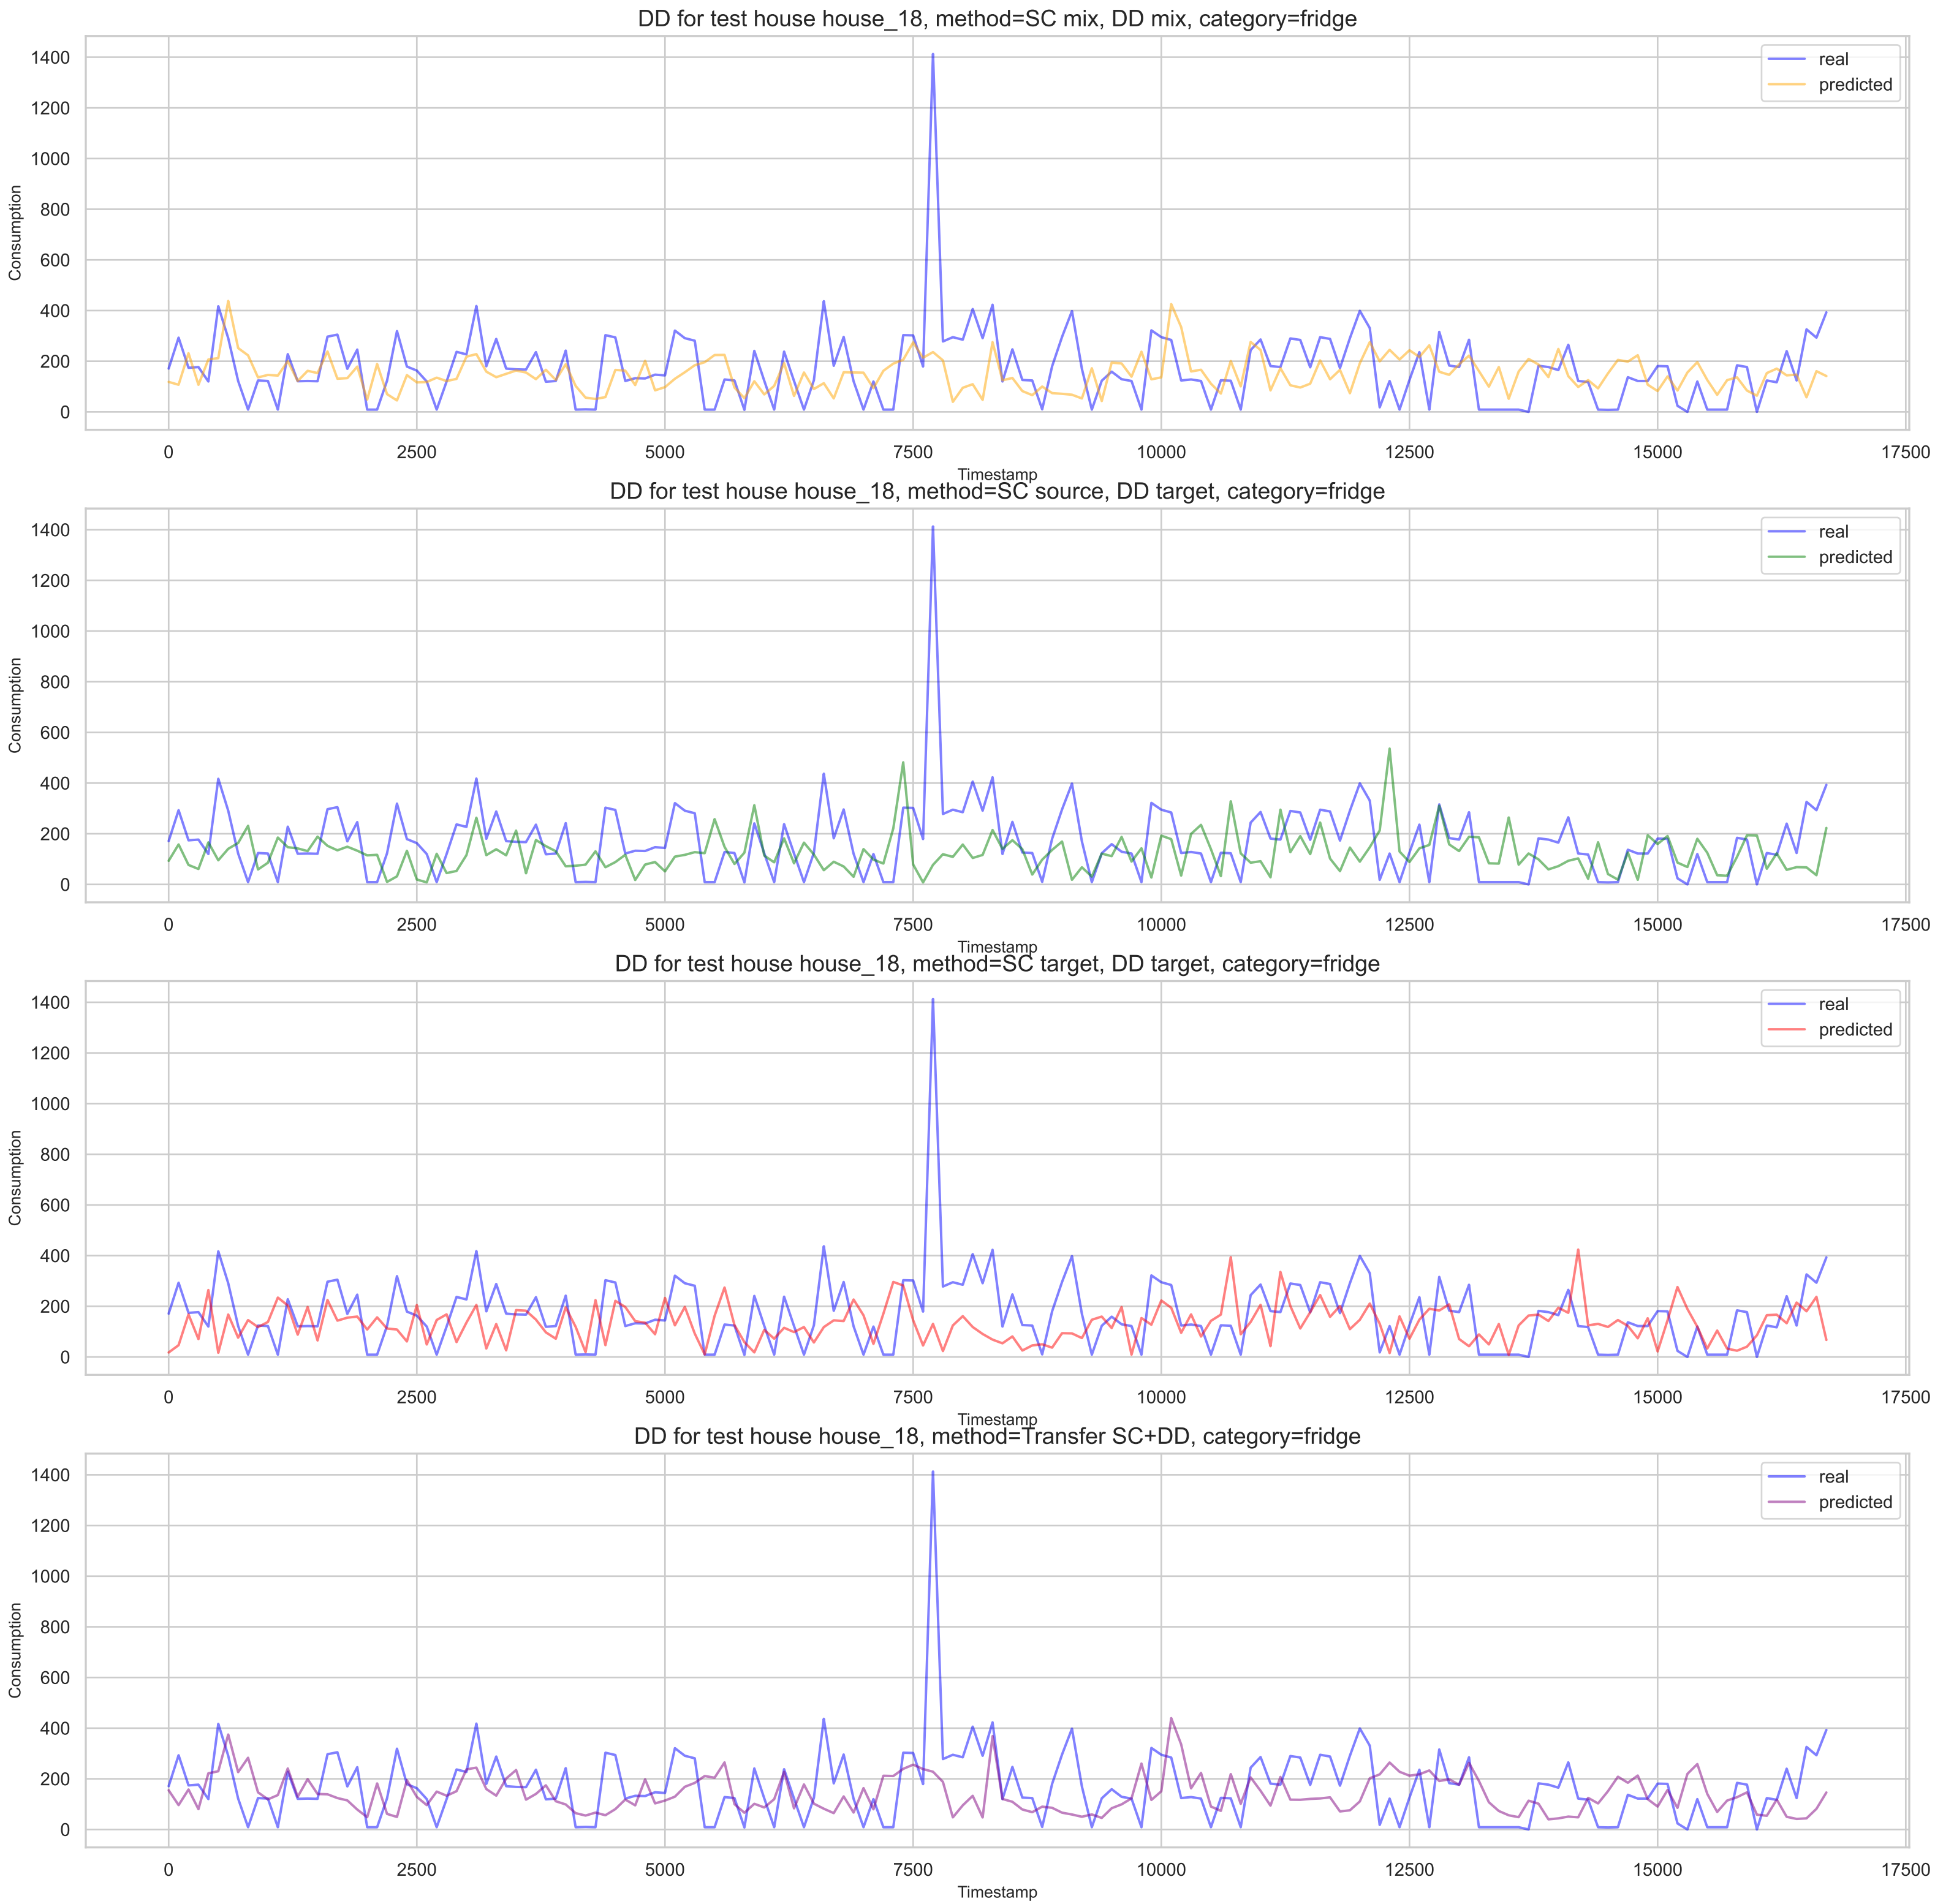 DD for test house house_18, method=SC mix, DD mix, category=fridge
real
predicted
1400
1200
1000
800
600
400
200
0
Consumption
0 2500 5000 7500 10000 12500 15000 17500
Timestamp
DD for test house house_18, method=SC source, DD target, category=fridge
real
predicted
1400
1200
1000
800
600
400
200
0
Consumption
0 2500 5000 7500 10000 12500 15000 17500
Timestamp
DD for test house house_18, method=SC target, DD target, category=fridge
real
predicted
1400
1200
1000
800
600
400
200
0
Consumption
0 2500 5000 7500 10000 12500 15000 17500
Timestamp
DD for test house house_18, method=Transfer SC+DD, category=fridge
real
predicted
1400
1200
1000
800
600
400
200
0
Consumption
0 2500 5000 7500 10000 12500 15000 17500
Timestamp